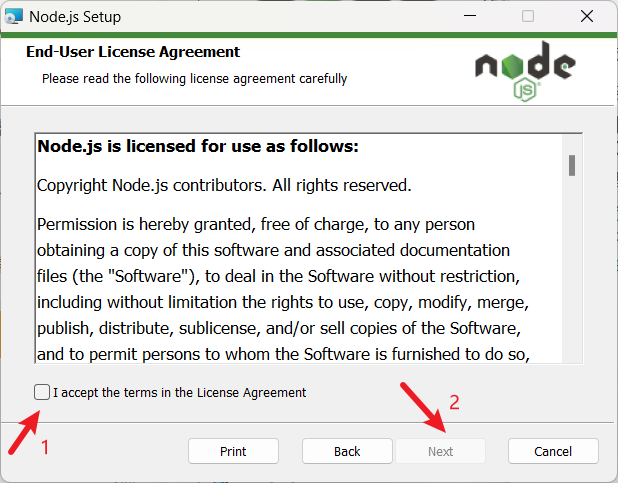 Node.js Setup
End-User License Agreement
Please read the following license agreement carefully
node
JS
Node.js is licensed for use as follows:
Copyright Node.js contributors. All rights reserved.
Permission is hereby granted, free of charge, to any person
obtaining a copy of this software and associated documentation
files (the "Software"), to deal in the Software without restriction,
including without limitation the rights to use, copy, modify, merge,
publish, distribute, sublicense, and/or sell copies of the Software,
and to permit persons to whom the Software is furnished to do so,
I accept the terms in the License Agreement
1
2
Print
Back
Next
Cancel